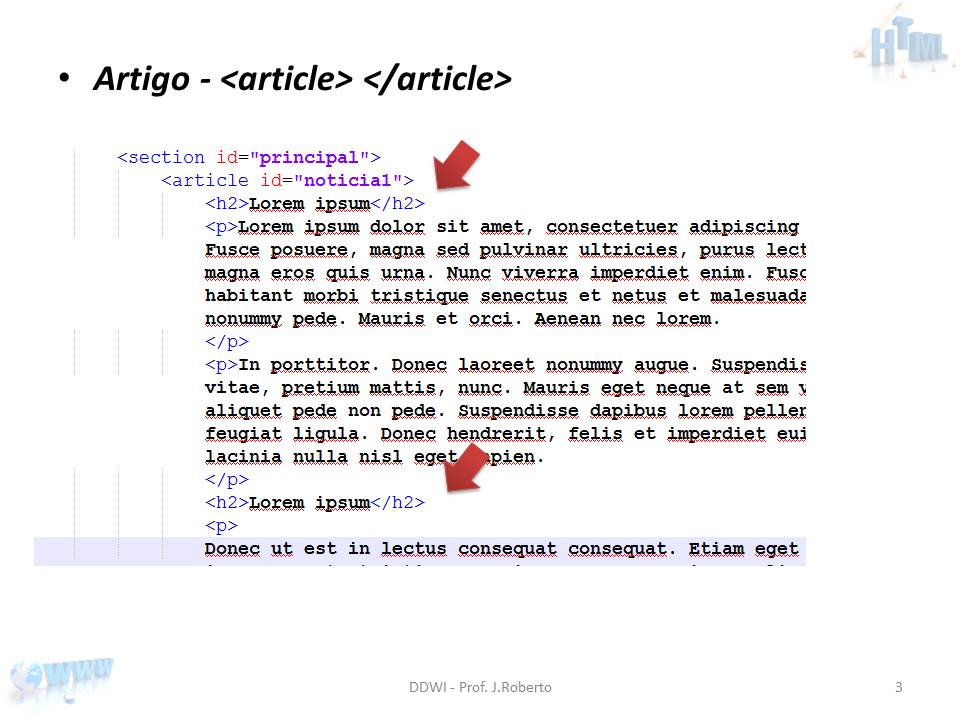 HTML
• Artigo - <article> </article>
<section id="principal">
<article id="noticia1">
<h2>Lorem ipsum</h2>
<p>Lorem ipsum dolor sit amet, consectetuer adipiscing
Fusce posuere, magna sed pulvinar ultricies, purus lect
magna eros quis urna. Nunc viverra imperdiet enim. Fusc
habitant morbi tristique senectus et netus et malesuada
nonummy pede. Mauris et orci. Aenean nec lorem.
</p>
<p>In porttitor. Donec laoreet nonummy augue. Suspendis
vitae, pretium mattis, nunc. Mauris eget neque at sem v
aliquet pede non pede. Suspendisse dapibus lorem pellen
feugiat ligula. Donec hendrerit, felis et imperdiet eui
lacinia nulla nisl eget pien.
</p>
<h2>Lorem ipsum</h2>
<p>
Donec ut est in lectus consequat consequat. Etiam eget
WWW
DDWI - Prof. J.Roberto
3